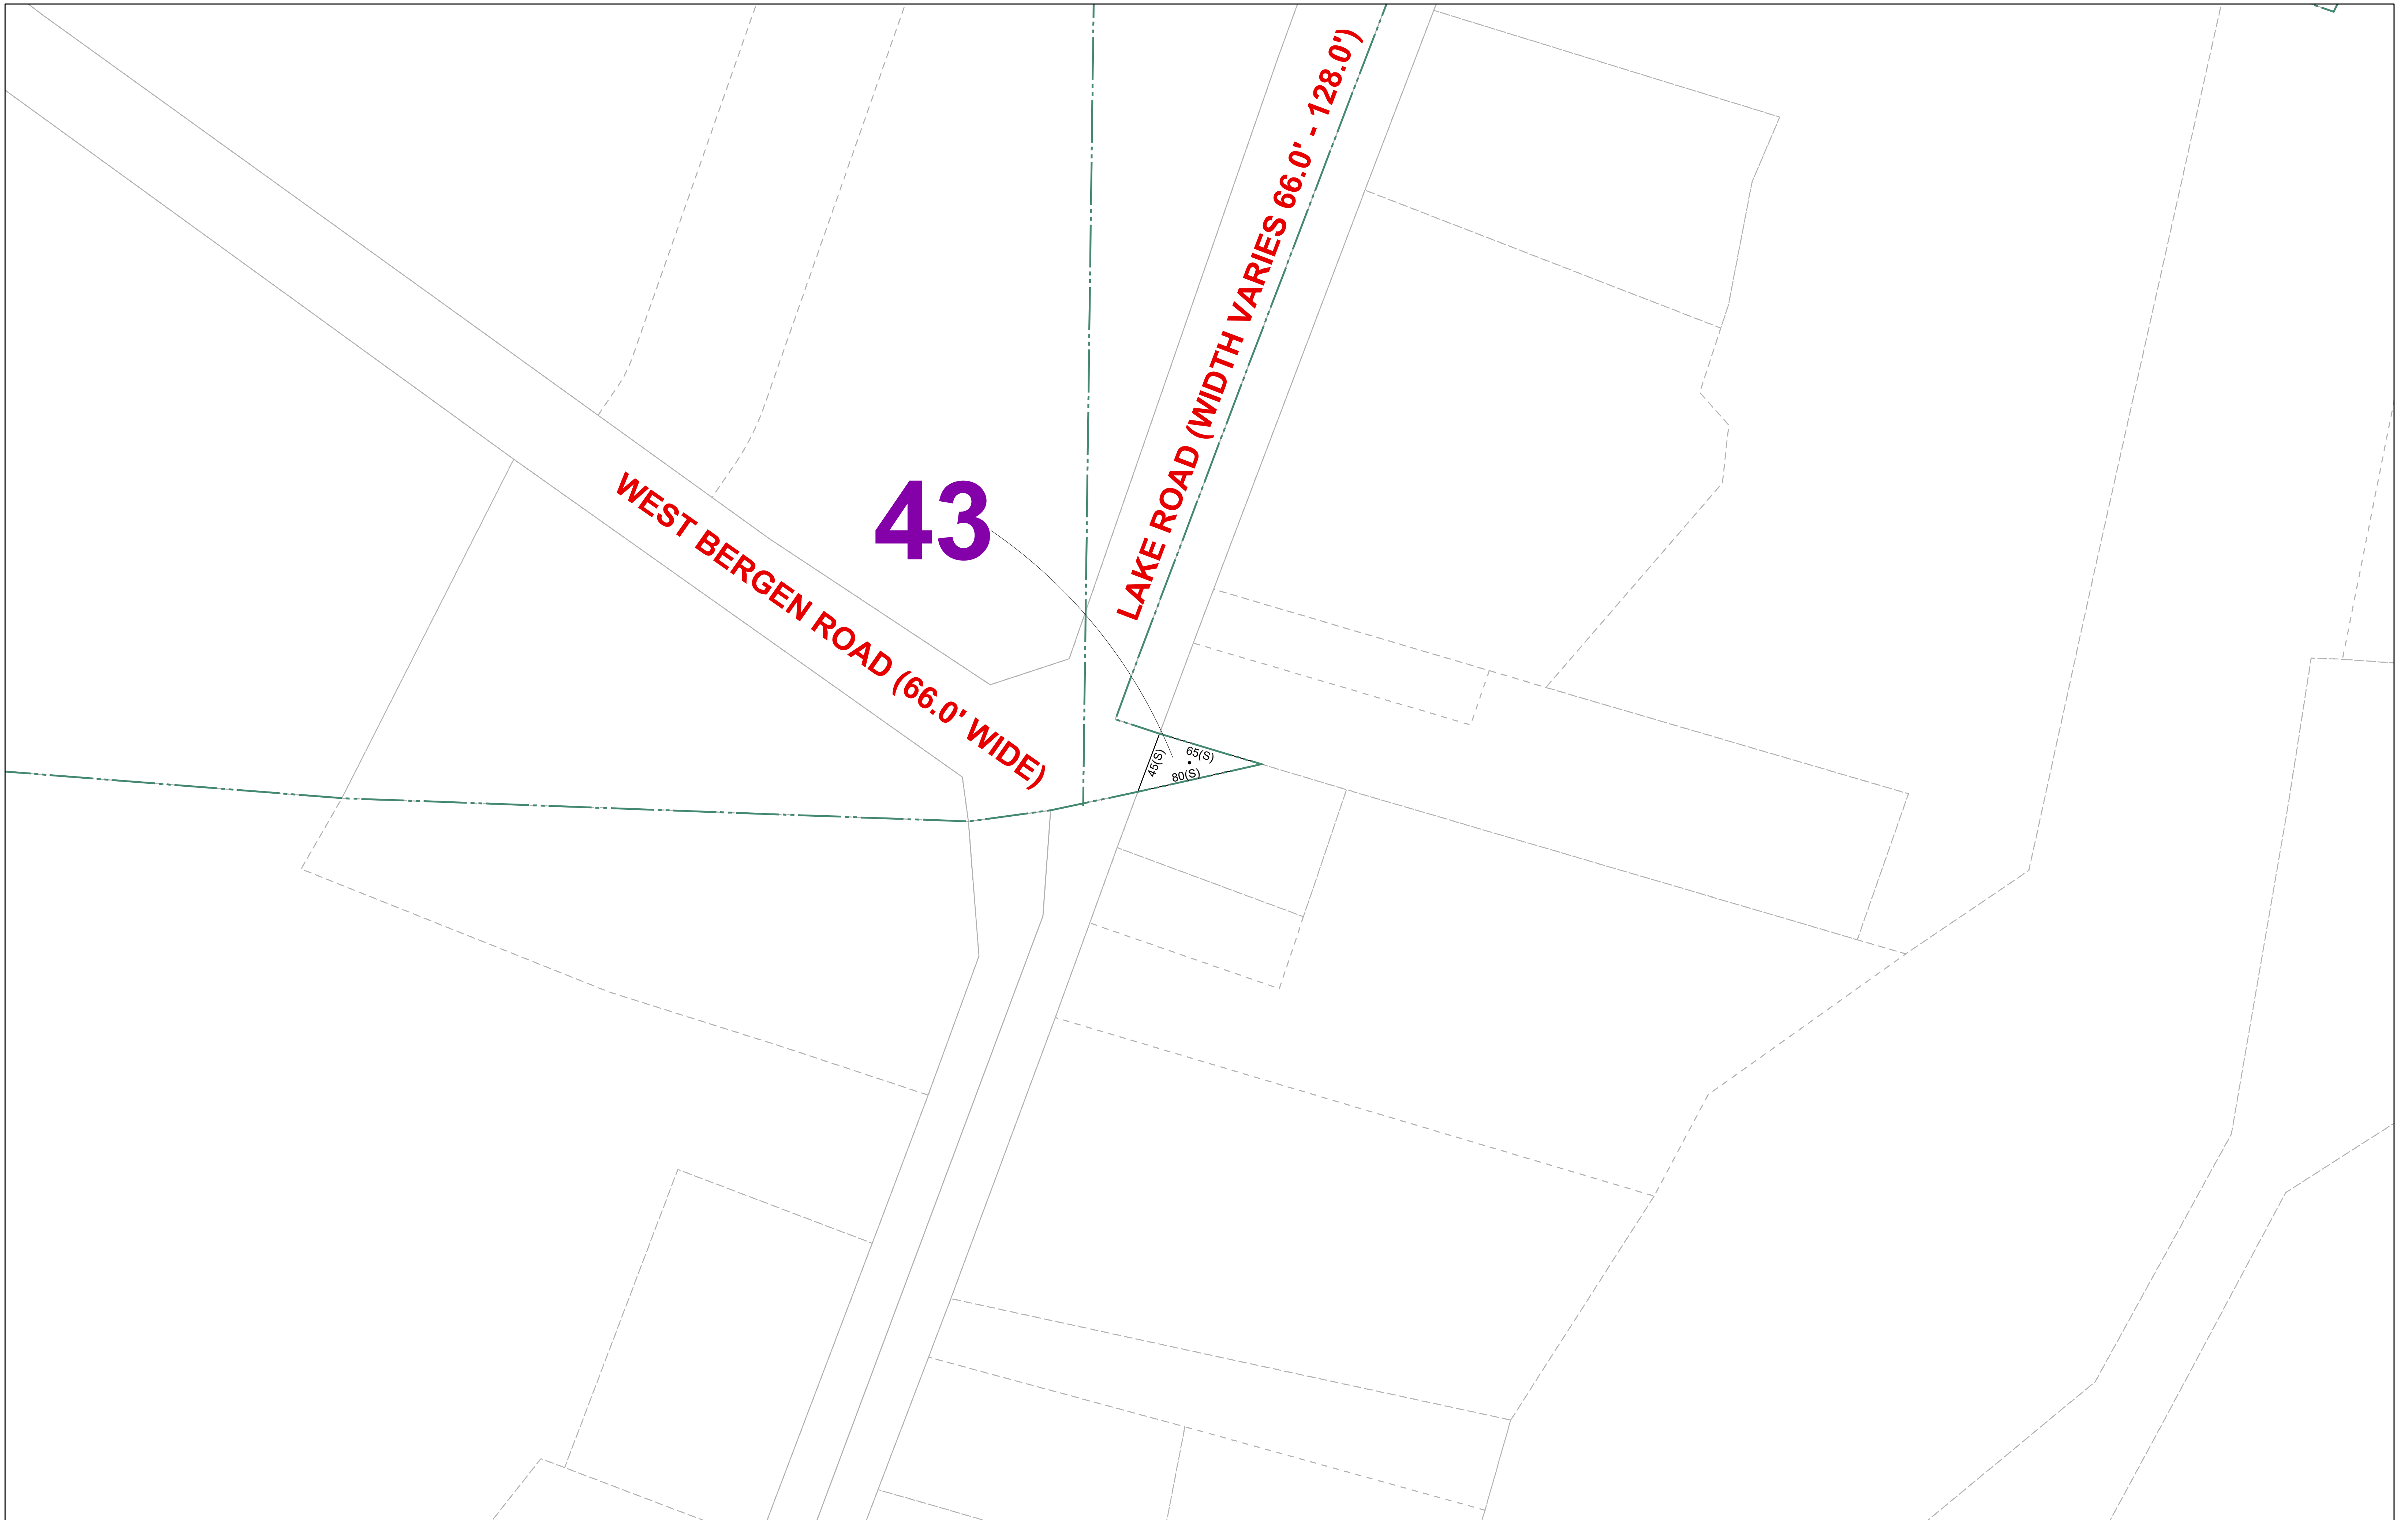 LAKE ROAD (WIDTH VARIES 66.0' - 128.0')
43
WEST BERGEN ROAD (66.0' WIDE)
45(S)
65(S)
80(S)